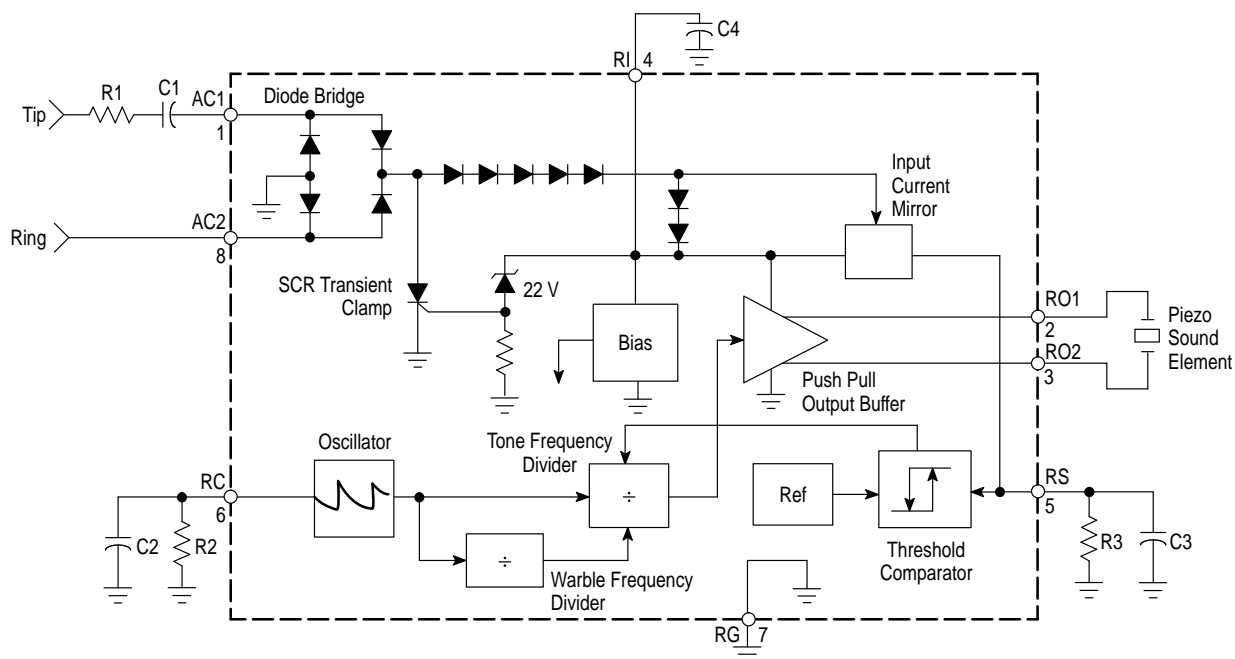 C4
RI 4
R1
C1
AC1
Diode Bridge
Tip
1
Input
Current
Mirror
AC2
Ring
8
SCR Transient
Clamp
22 V
RO1
2
Piezo
Sound
Element
Bias
RO2
3
Push Pull
Output Buffer
Oscillator
Tone Frequency
Divider
RC
6
÷
Ref
RS
5
C2
R2
÷
R3
C3
Warble Frequency
Divider
Threshold
Comparator
RG 7